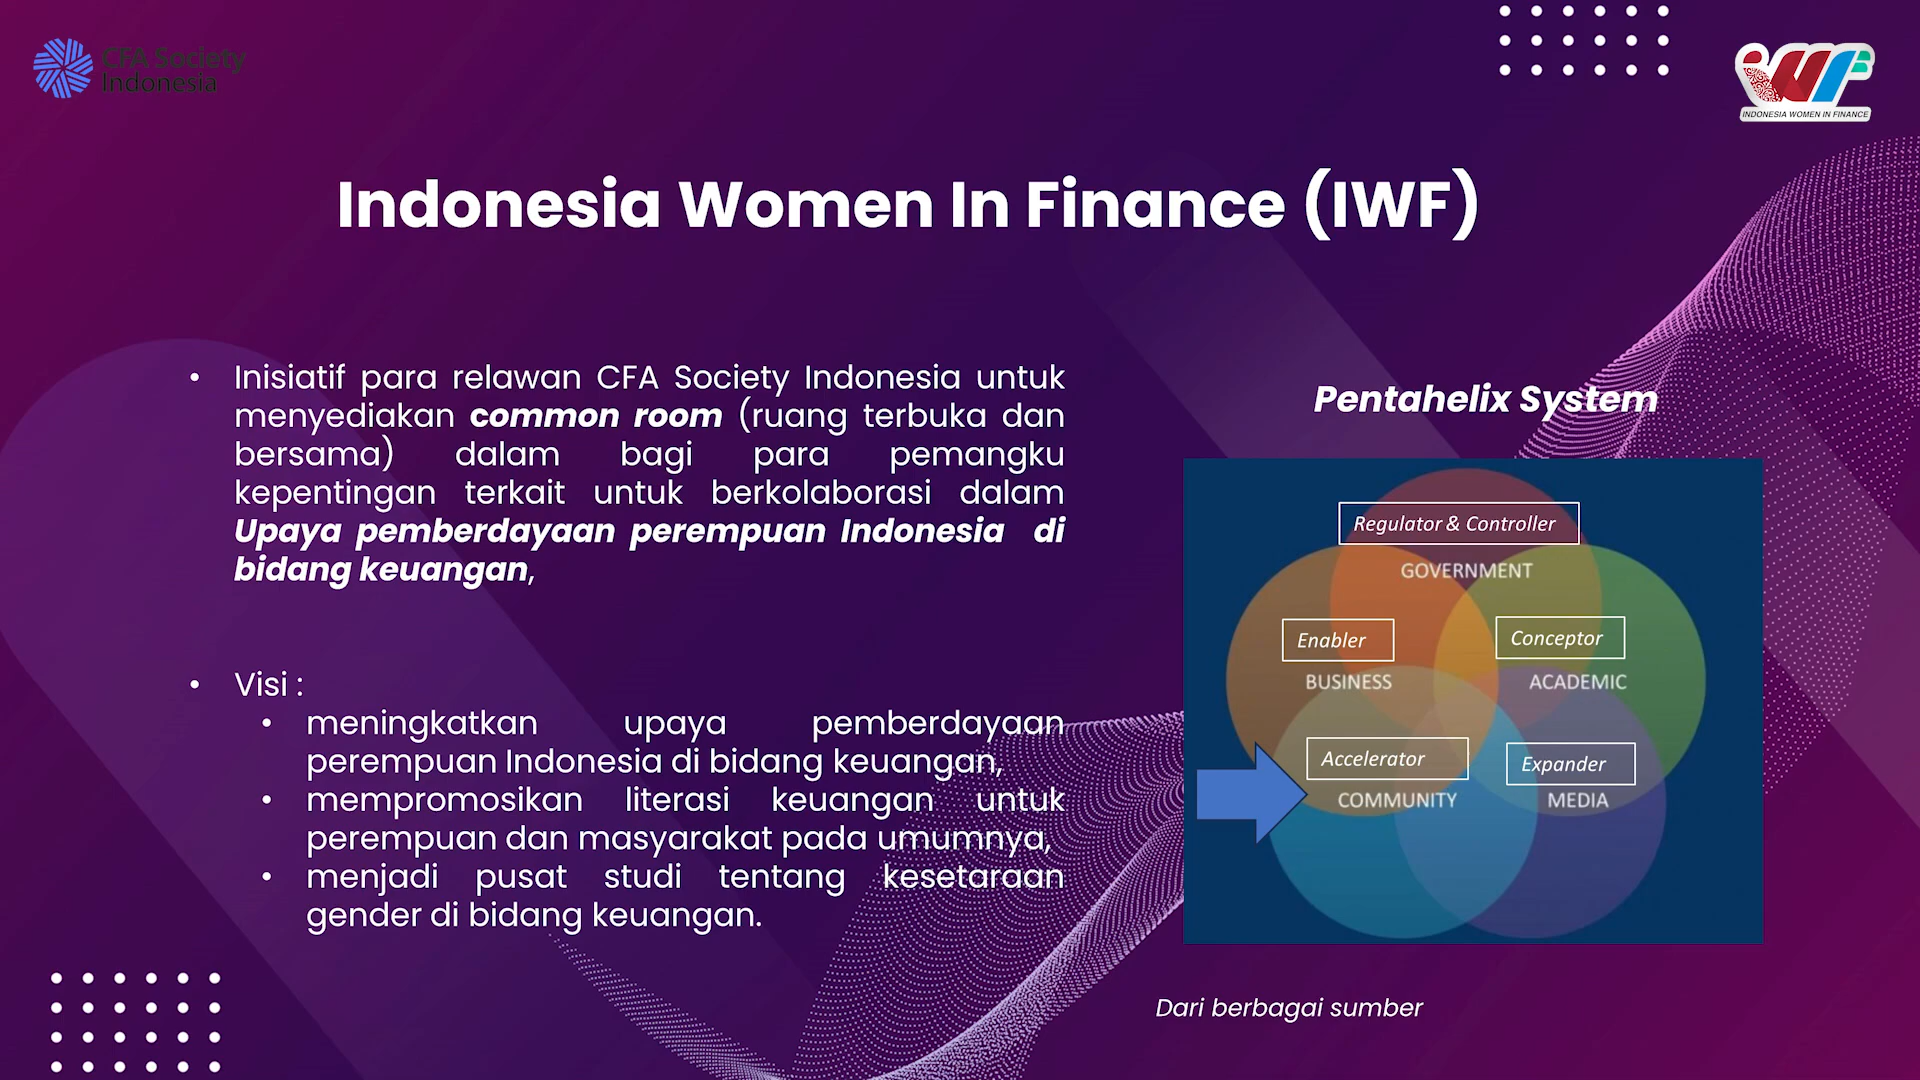 CFA Society
Indonesia
INDONESIA WOMEN IN FINANCE
Indonesia Women In Finance (IWF)
• Inisiatif para relawan CFA Society Indonesia untuk
menyediakan common room (ruang terbuka dan
bersama) dalam bagi para pemangku
kepentingan terkait untuk berkolaborasi dalam
Upaya pemberdayaan perempuan Indonesia di
bidang keuangan,
• Visi :
• meningkatkan upaya pemberdayaan
perempuan Indonesia di bidang keuangan,
• mempromosikan literasi keuangan untuk
perempuan dan masyarakat pada umumnya,
• menjadi pusat studi tentang kesetaraan
gender di bidang keuangan.
Pentahelix System
Regulator & Controller
GOVERNMENT
Enabler
BUSINESS
Conceptor
ACADEMIC
Accelerator
COMMUNITY
Expander
MEDIA
Dari berbagai sumber